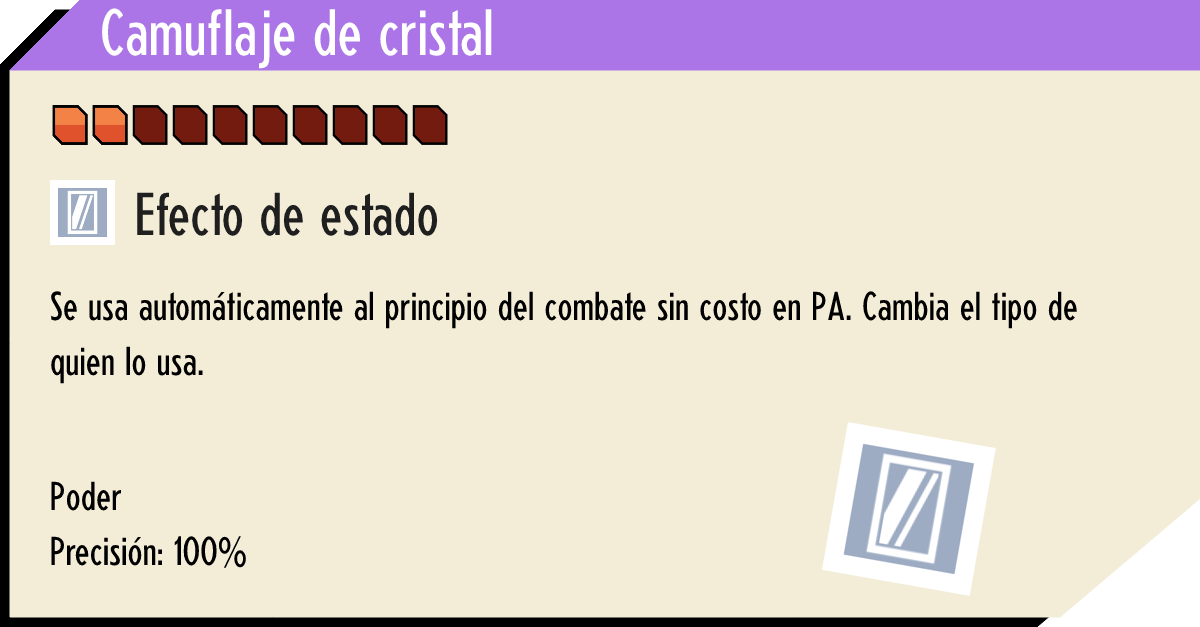 Camuflaje de cristal
Efecto de estado
Se usa automáticamente al principio del combate sin costo en PA. Cambia el tipo de
quien lo usa.
Poder
Precisión: 100%